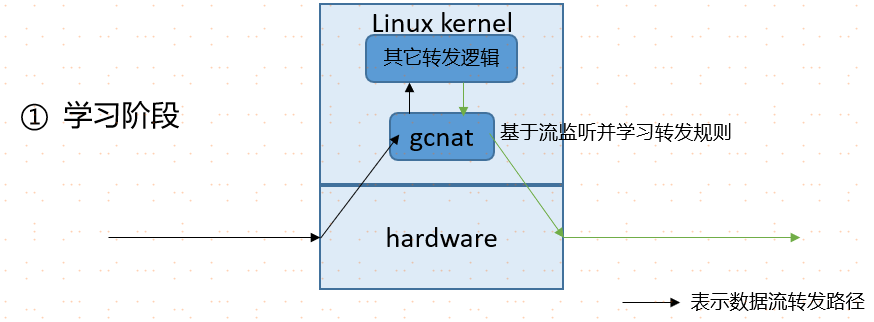 Linux kernel
其它转发逻辑
① 学习阶段
gcnat
基于流监听并学习转发规则
hardware
表示数据流转发路径